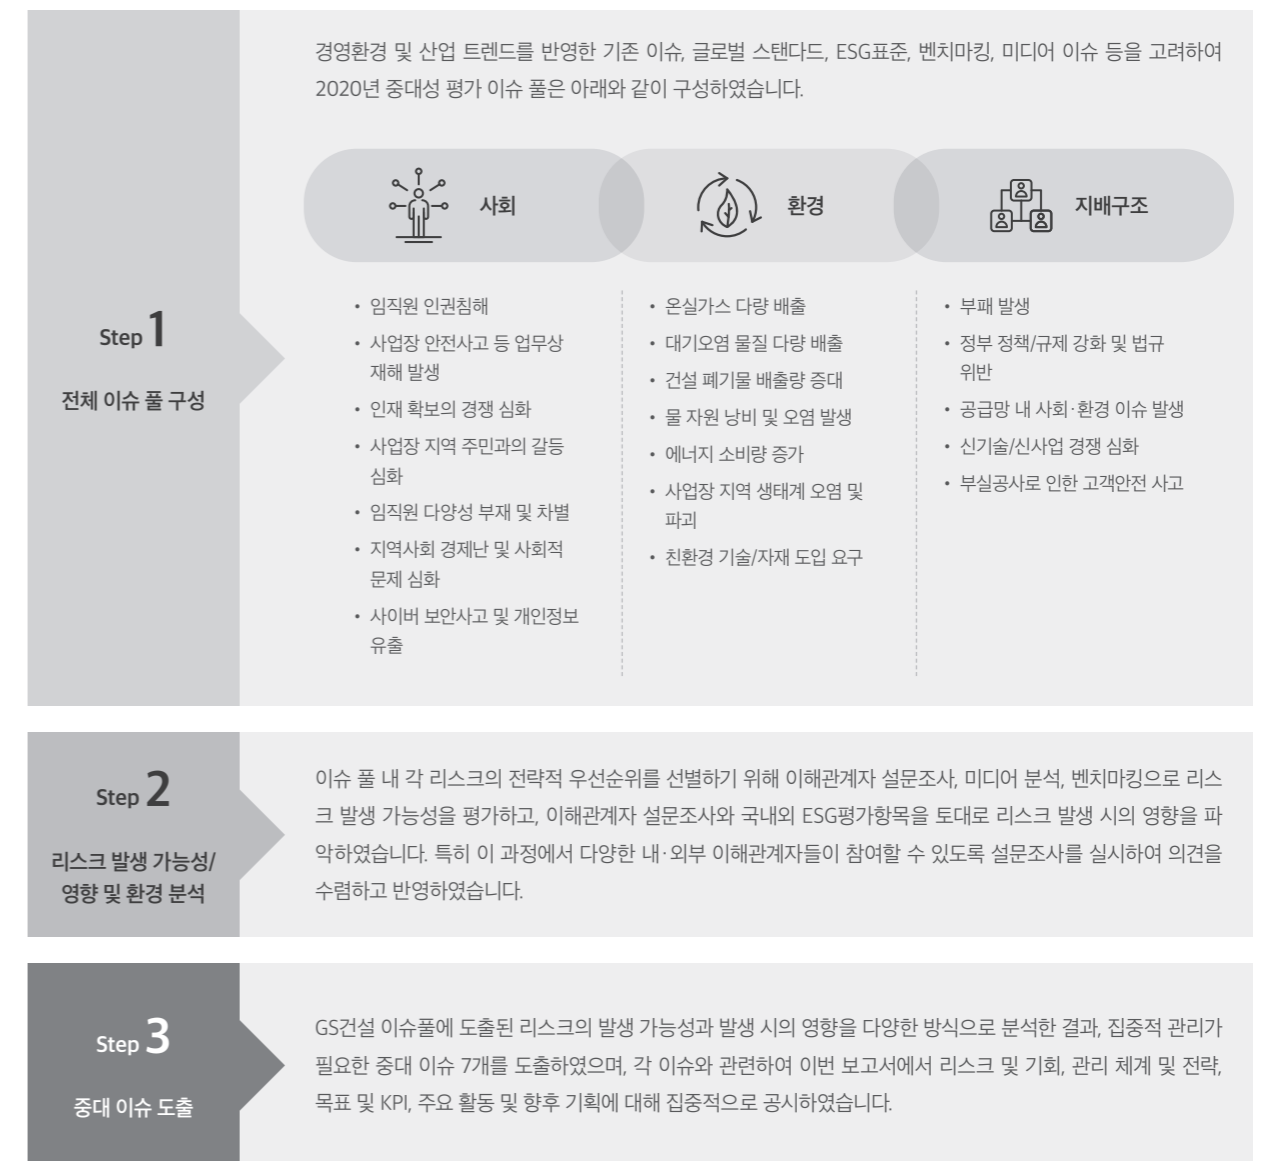 경영환경 및 산업 트렌드를 반영한 기존 이슈, 글로벌 스탠다드, ESG표준, 벤치마킹, 미디어 이슈 등을 고려하여
2020년 중대성 평가 이슈 풀은 아래와 같이 구성하였습니다.
Step 1
전체 이슈 풀 구성
사회
• 임직원 인권침해
• 사업장 안전사고 등 업무상
재해 발생
• 인재 확보의 경쟁 심화
• 사업장 지역 주민과의 갈등
심화
• 임직원 다양성 부재 및 차별
• 지역사회 경제난 및 사회적
문제 심화
• 사이버 보안사고 및 개인정보
유출
환경
• 온실가스 다량 배출
• 대기오염 물질 다량 배출
• 건설 폐기물 배출량 증대
• 물 자원 낭비 및 오염 발생
• 에너지 소비량 증가
• 사업장 지역 생태계 오염 및
파괴
• 친환경 기술/자재 도입 요구
지배구조
• 부패 발생
• 정부 정책/규제 강화 및 법규
위반
• 공급망 내 사회·환경 이슈 발생
• 신기술/신사업 경쟁 심화
• 부실공사로 인한 고객안전 사고
Step 2
리스크 발생 가능성/
영향 및 환경 분석
이슈 풀 내 각 리스크의 전략적 우선순위를 선별하기 위해 이해관계자 설문조사, 미디어 분석, 벤치마킹으로 리스
크 발생 가능성을 평가하고, 이해관계자 설문조사와 국내외 ESG평가항목을 토대로 리스크 발생 시의 영향을 파
악하였습니다. 특히 이 과정에서 다양한 내·외부 이해관계자들이 참여할 수 있도록 설문조사를 실시하여 의견을
수렴하고 반영하였습니다.
Step 3
중대 이슈 도출
GS건설 이슈풀에 도출된 리스크의 발생 가능성과 발생 시의 영향을 다양한 방식으로 분석한 결과, 집중적 관리가
필요한 중대 이슈 7개를 도출하였으며, 각 이슈와 관련하여 이번 보고서에서 리스크 및 기회, 관리 체계 및 전략,
목표 및 KPI, 주요 활동 및 향후 기획에 대해 집중적으로 공시하였습니다.